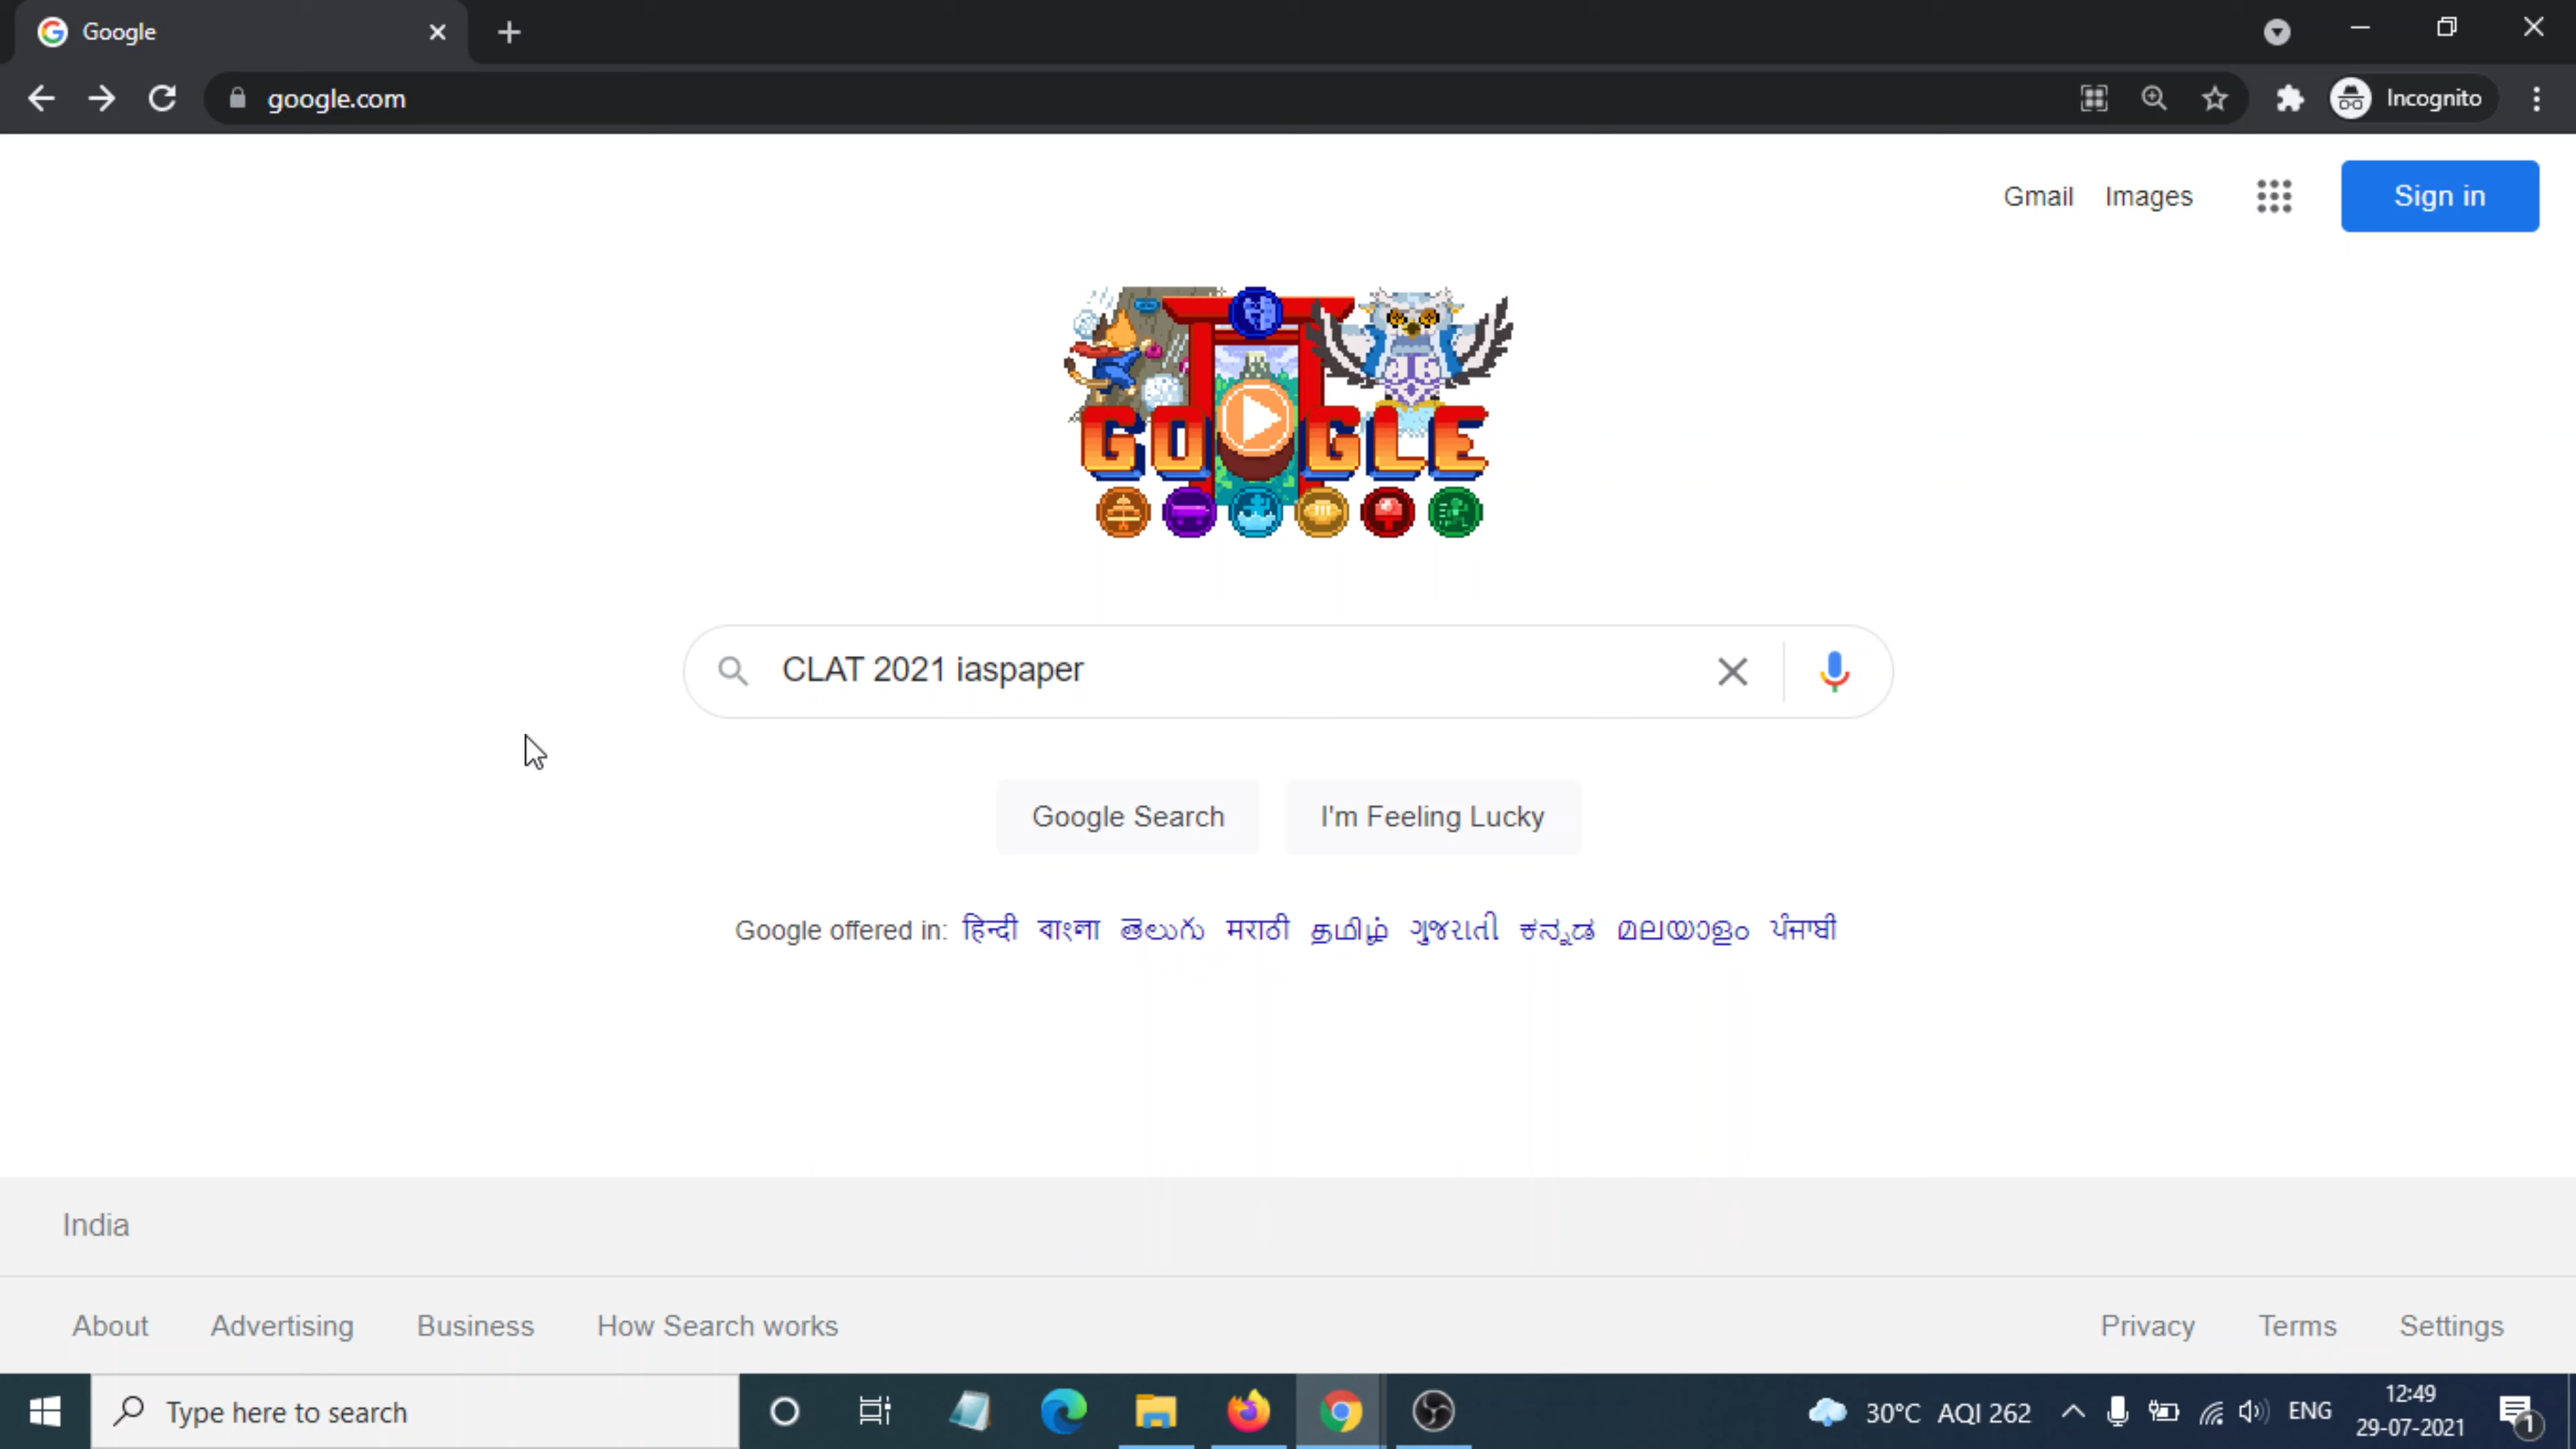 Google
google.com
Incognito
Gmail Images
Sign in
GOOGLE
CLAT 2021 iaspaper
Google Search I'm Feeling Lucky
Google offered in: हिन्दी বাংলা తెలుగు मराठी தமிழ் ગુજરાતી ಕನ್ನಡ മലയാളം ਪੰਜਾਬੀ
India
About Advertising Business How Search works Privacy Terms Settings
Type here to search
30°C AQI 262
ENG
12:49
29-07-2021
1